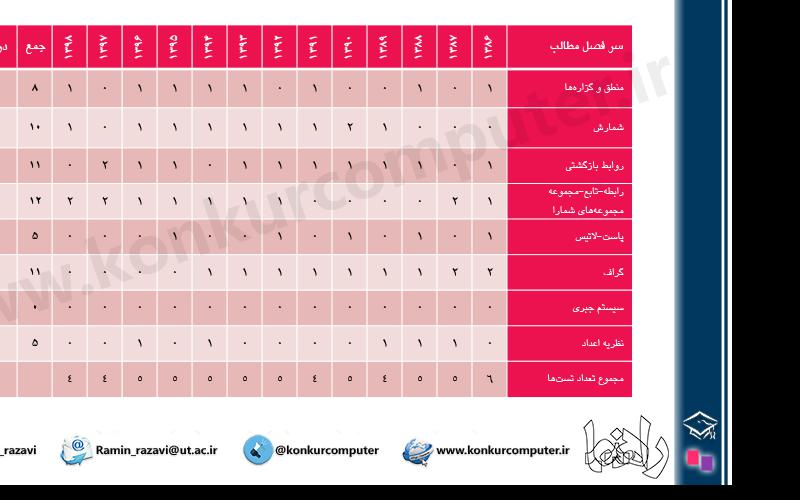 سر فصل مطالب ۱۳۸۶ ۱۳۸۷ ۱۳۸۸ ۱۳۸۹ ۱۳۹۰ ۱۳۹۱ ۱۳۹۲ ۱۳۹۳ ۱۳۹۴ ۱۳۹۵ ۱۳۹۶ ۱۳۹۷ ۱۳۹۸ جمع
منطق و گزاره‌ها ۱ ۰ ۱ ۰ ۰ ۱ ۰ ۱ ۱ ۱ ۱ ۰ ۱ ۸
شمارش ۰ ۰ ۰ ۱ ۲ ۱ ۱ ۱ ۱ ۱ ۱ ۰ ۱ ۱۰
روابط بازگشتی ۱ ۰ ۱ ۱ ۱ ۱ ۱ ۱ ۰ ۱ ۱ ۲ ۰ ۱۱
رابطه-تابع-مجموعه
مجموعه‌های شمارا ۱ ۲ ۰ ۰ ۰ ۰ ۱ ۱ ۱ ۱ ۱ ۲ ۲ ۱۲
پاست-لاتیس ۱ ۰ ۱ ۰ ۱ ۰ ۱ ۰ ۰ ۱ ۰ ۰ ۰ ۵
گراف ۲ ۲ ۱ ۱ ۱ ۱ ۱ ۱ ۱ ۰ ۰ ۰ ۰ ۱۱
سیستم جبری ۰ ۰ ۰ ۰ ۰ ۰ ۰ ۰ ۰ ۰ ۰ ۰ ۰ ۰
نظریه اعداد ۰ ۱ ۱ ۱ ۰ ۰ ۰ ۰ ۱ ۰ ۱ ۰ ۰ ۵
مجموع تعداد تست‌ها ٦ ٥ ٥ ٤ ٥ ٤ ٥ ٥ ٥ ٥ ٥ ٤ ٤
www.konkurcomputer.ir
_razavi Ramin_razavi@ut.ac.ir @konkurcomputer www.konkurcomputer.ir راهنما